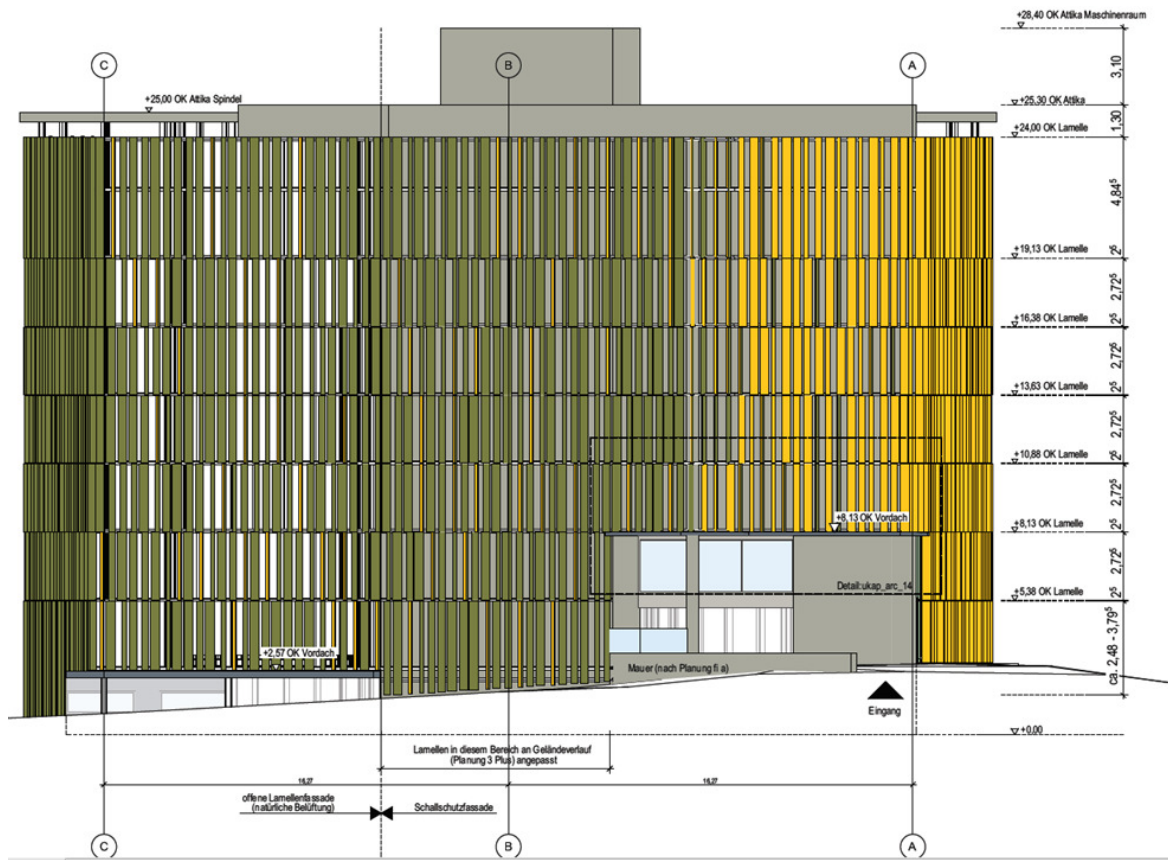 +28,40 OK Attika Maschinenraum
C
B
A
3,10
+25,00 OK Attika Spindel
+25,30 OK Attika
1,30
+24,00 OK Lamelle
4,84⁵
+19,13 OK Lamelle
2⁵
2,72⁵
+16,38 OK Lamelle
2⁵
2,72⁵
+13,63 OK Lamelle
2⁵
2,72⁵
+10,88 OK Lamelle
2⁵
2,72⁵
+8,13 OK Vordach
+8,13 OK Lamelle
2⁵
2,72⁵
Detail:ukap_arc_14
+5,38 OK Lamelle
2⁵
ca. 2,48 - 3,79⁵
+2,57 OK Vordach
Mauer (nach Planung fi a)
Eingang
+0,00
Lamellen in diesem Bereich an Geländeverlauf
(Planung 3 Plus) angepasst
16,27
16,27
offene Lamellenfassade
(natürliche Belüftung)
Schallschutzfassade
C
B
A